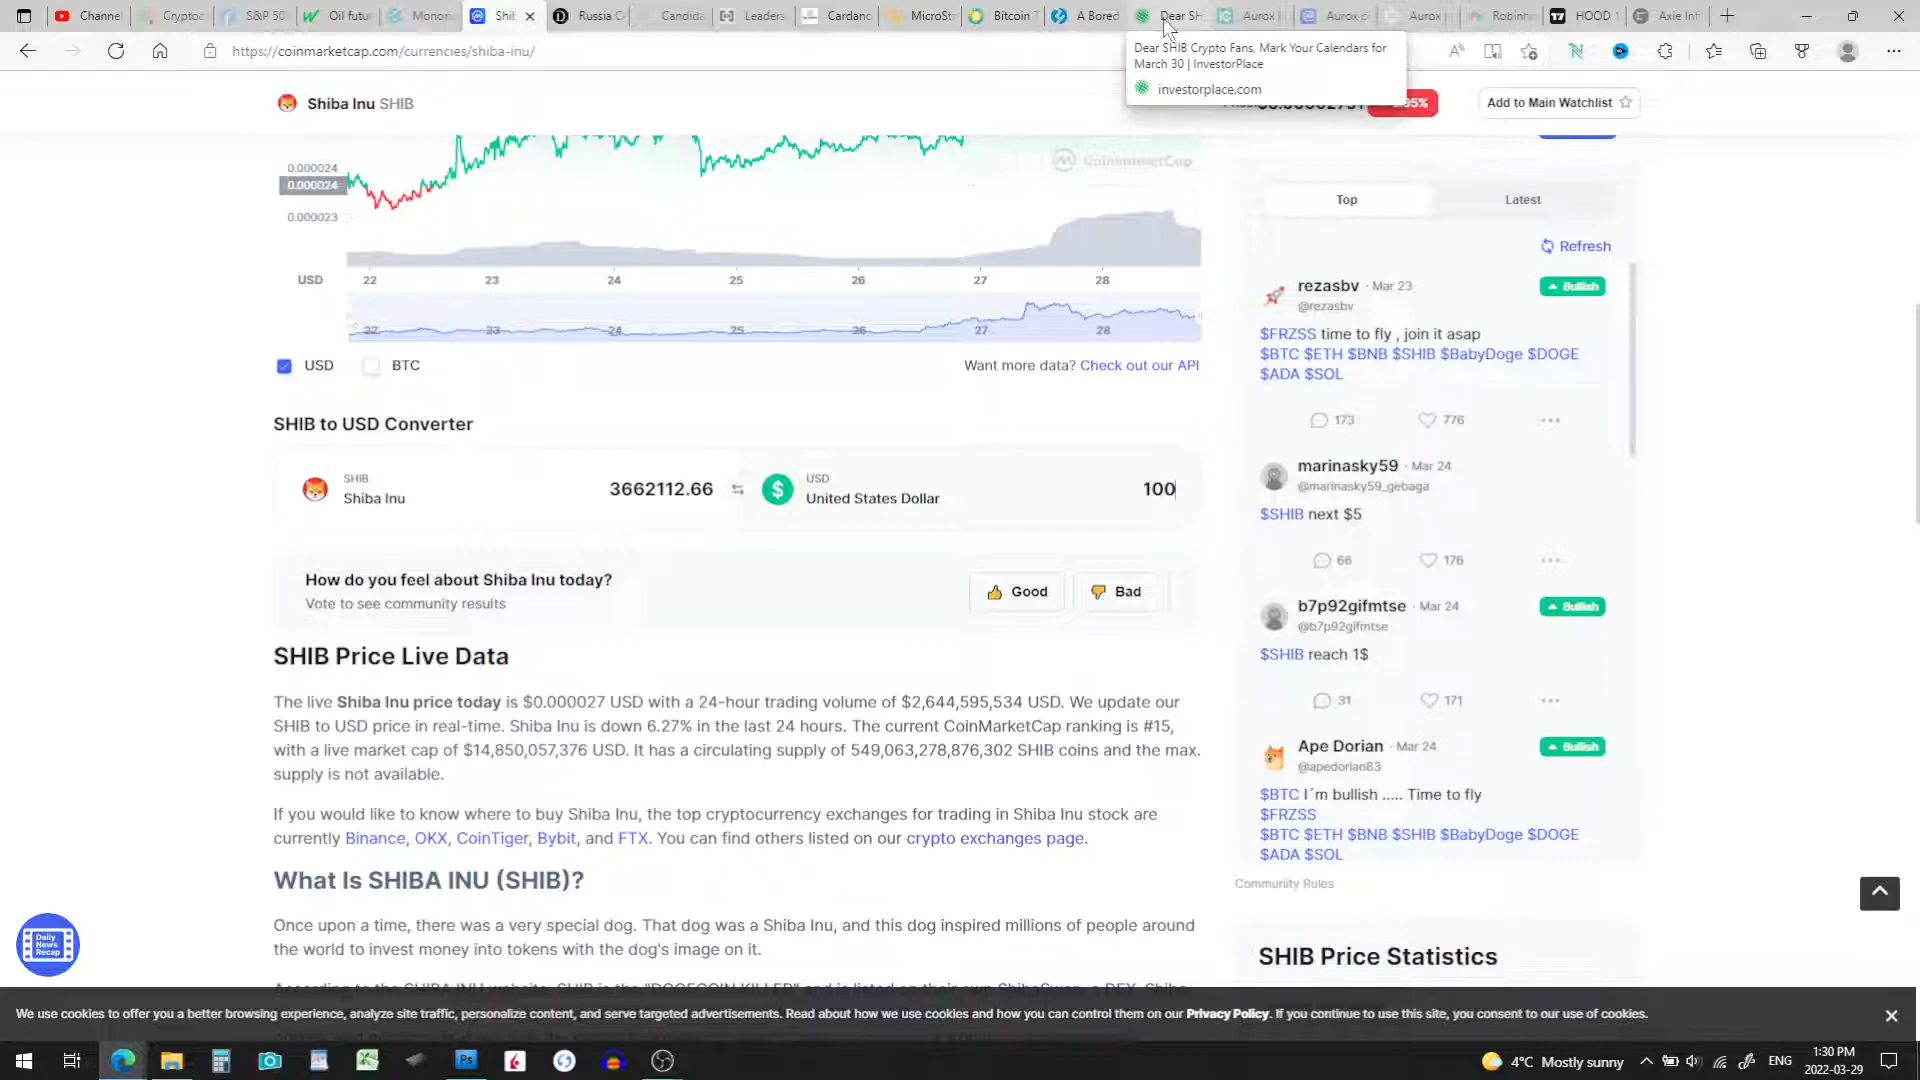 Channel
Cryptoc
S&P 50
Oil futur
Monon
Shib
Russia C
Candida
Leaders
Cardano
MicroSt
Bitcoin T
A Bored
Dear SH
Aurox
Aurox p
Aurox
Robinh
HOOD 1
Axie Inf
https://coinmarketcap.com/currencies/shiba-inu/
Dear SHIB Crypto Fans, Mark Your Calendars for
March 30 | InvestorPlace
investorplace.com
Shiba Inu SHIB
Add to Main Watchlist
0.000024
0.000024
0.000023
CoinMarketCap
USD 22 23 24 25 26 27 28
22 23 24 25 26 27 28
USD BTC
Want more data? Check out our API
SHIB to USD Converter
SHIB
Shiba Inu
3662112.66
USD
United States Dollar
100
How do you feel about Shiba Inu today?
Vote to see community results
Good
Bad
SHIB Price Live Data
The live Shiba Inu price today is $0.000027 USD with a 24-hour trading volume of $2,644,595,534 USD. We update our
SHIB to USD price in real-time. Shiba Inu is down 6.27% in the last 24 hours. The current CoinMarketCap ranking is #15,
with a live market cap of $14,850,057,376 USD. It has a circulating supply of 549,063,278,876,302 SHIB coins and the max.
supply is not available.
If you would like to know where to buy Shiba Inu, the top cryptocurrency exchanges for trading in Shiba Inu stock are
currently Binance, OKX, CoinTiger, Bybit, and FTX. You can find others listed on our crypto exchanges page.
What Is SHIBA INU (SHIB)?
Once upon a time, there was a very special dog. That dog was a Shiba Inu, and this dog inspired millions of people around
the world to invest money into tokens with the dog's image on it.
Top
Latest
Refresh
rezasbv · Mar 23
Bullish
@rezasbv
$FRZSS time to fly , join it asap
$BTC $ETH $BNB $SHIB $BabyDoge $DOGE
$ADA $SOL
173 776
marinasky59 · Mar 24
@marinasky59_gebaga
$SHIB next $5
66 176
b7p92gifmtse · Mar 24
Bullish
@b7p92gifmtse
$SHIB reach 1$
31 171
Ape Dorian · Mar 24
Bullish
@apedorian83
$BTC I´m bullish ..... Time to fly
$FRZSS
$BTC $ETH $BNB $SHIB $BabyDoge $DOGE
$ADA $SOL
Community Rules
SHIB Price Statistics
Daily
News
Recap
We use cookies to offer you a better browsing experience, analyze site traffic, personalize content, and serve targeted advertisements. Read about how we use cookies and how you can control them on our Privacy Policy. If you continue to use this site, you consent to our use of cookies.
Ps
4°C Mostly sunny
ENG
1:30 PM
2022-03-29